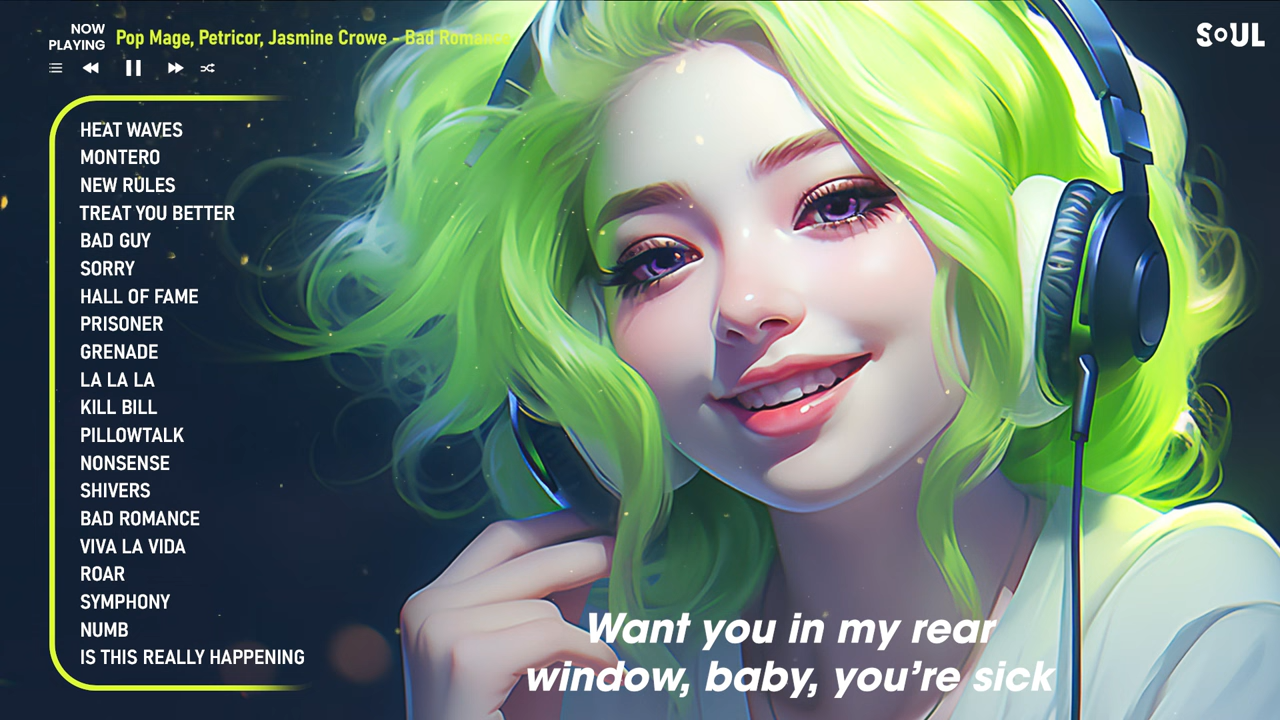 NOW
PLAYING
Pop Mage, Petricor, Jasmine Crowe - Bad Romance
SOUL
HEAT WAVES
MONTERO
NEW RULES
TREAT YOU BETTER
BAD GUY
SORRY
HALL OF FAME
PRISONER
GRENADE
LA LA LA
KILL BILL
PILLOWTALK
NONSENSE
SHIVERS
BAD ROMANCE
VIVA LA VIDA
ROAR
SYMPHONY
NUMB
IS THIS REALLY HAPPENING
Want you in my rear
window, baby, you're sick